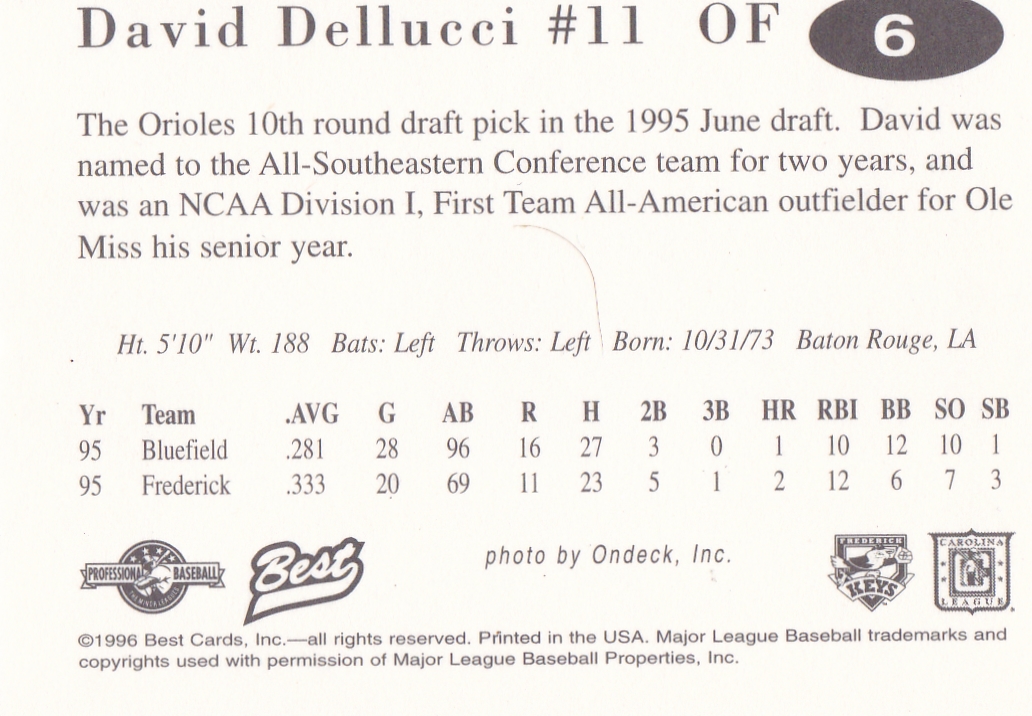 David Dellucci #11 OF 6
The Orioles 10th round draft pick in the 1995 June draft. David was
named to the All-Southeastern Conference team for two years, and
was an NCAA Division I, First Team All-American outfielder for Ole
Miss his senior year.
Ht. 5'10" Wt. 188 Bats: Left Throws: Left Born: 10/31/73 Baton Rouge, LA
Yr Team .AVG G AB R H 2B 3B HR RBI BB SO SB
95 Bluefield .281 28 96 16 27 3 0 1 10 12 10 1
95 Frederick .333 20 69 11 23 5 1 2 12 6 7 3
PROFESSIONAL BASEBALL
THE MINOR LEAGUES
Best
photo by Ondeck, Inc.
FREDERICK
KEYS
CAROLINA
C
LEAGUE
©1996 Best Cards, Inc.—all rights reserved. Printed in the USA. Major League Baseball trademarks and
copyrights used with permission of Major League Baseball Properties, Inc.